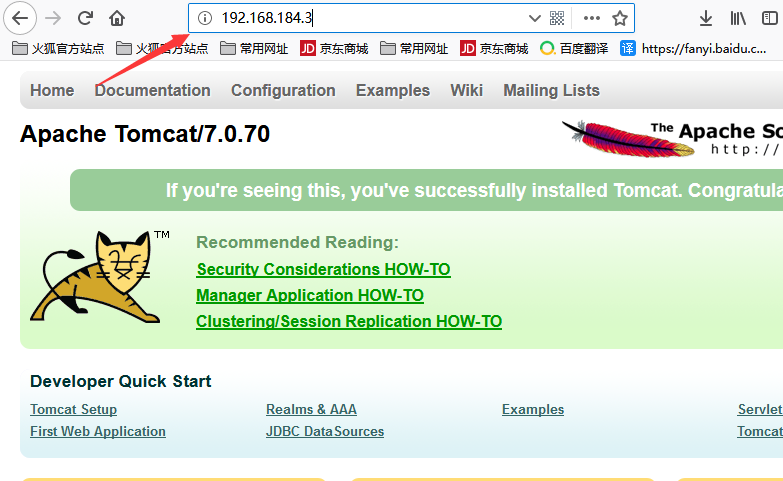 192.168.184.3
火狐官方站点 火狐官方站点 常用网址 JD 京东商城 常用网址 JD 京东商城 百度翻译 译 https://fanyi.baidu.c...
Home Documentation Configuration Examples Wiki Mailing Lists
Apache Tomcat/7.0.70
The Apache So
http://
If you're seeing this, you've successfully installed Tomcat. Congratula
TM
Recommended Reading:
Security Considerations HOW-TO
Manager Application HOW-TO
Clustering/Session Replication HOW-TO
Developer Quick Start
Tomcat Setup Realms & AAA Examples Servlet
First Web Application JDBC DataSources Tomcat